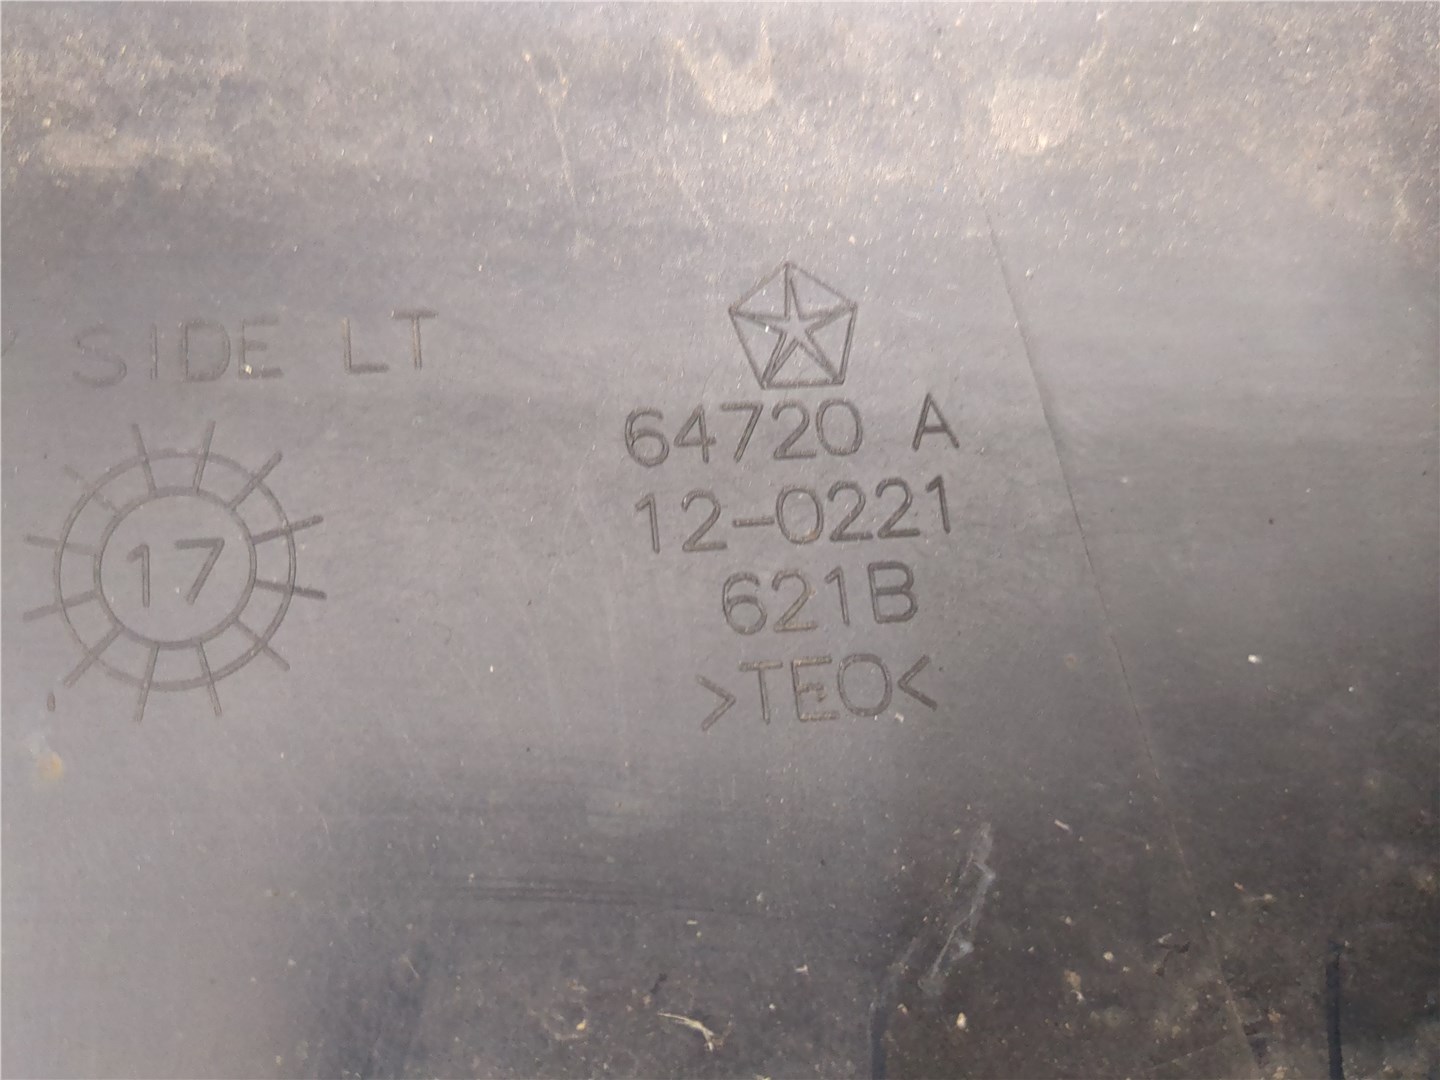 SIDE LT
17
64720 A
12-0221
621B
>TEO<